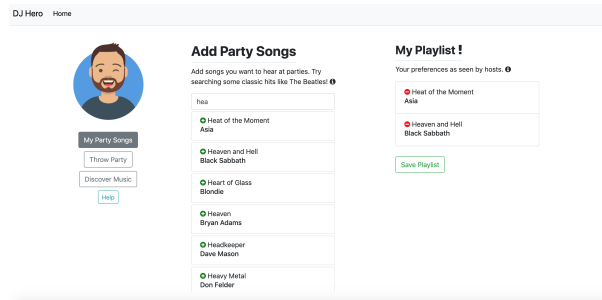 DJ Hero Home
My Party Songs
Throw Party
Discover Music
Help
Add Party Songs
Add songs you want to hear at parties. Try
searching some classic hits like The Beatles!
hea
Heat of the Moment
Asia
Heaven and Hell
Black Sabbath
Heart of Glass
Blondie
Heaven
Bryan Adams
Headkeeper
Dave Mason
Heavy Metal
Don Felder
My Playlist !
Your preferences as seen by hosts.
Heat of the Moment
Asia
Heaven and Hell
Black Sabbath
Save Playlist